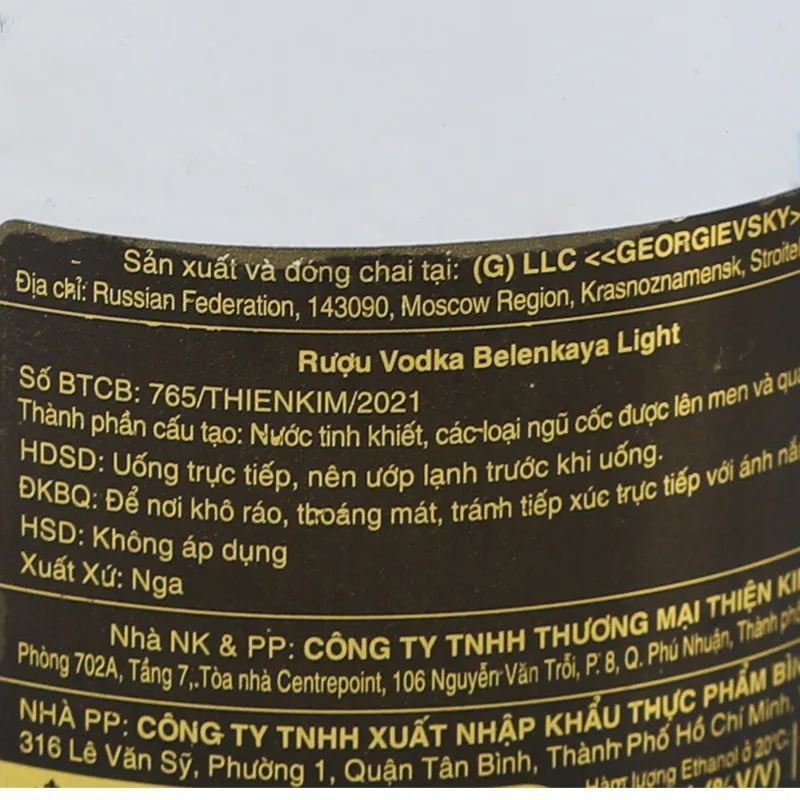 Sản xuất và đóng chai tại: (G) LLC <<GEORGIEVSKY>
Địa chỉ: Russian Federation, 143090, Moscow Region, Krasnoznamensk,
Rượu Vodka Belenkaya Light
Số BTCB: 765/THIENKIM/2021
Thành phần cấu tạo: Nước tinh khiết, các loại ngũ cốc được lên men và
HDSD: Uống trực tiếp, nên ướp lạnh trước khi uống.
ĐKBQ: Để nơi khô ráo, thoáng mát, tránh tiếp xúc trực tiếp với ánh
HSD: Không áp dụng
Xuất Xứ: Nga
Nhà NK & PP: CÔNG TY TNHH THƯƠNG MẠI THIỆN
Phòng 702A, Tầng 7, Tòa nhà Centrepoint, 106 Nguyễn Văn Trỗi, P. 8, Q. Phú Nhuận, Thành
NHÀ PP: CÔNG TY TNHH XUẤT NHẬP KHẨU THỰC PHẨM
316 Lê Văn Sỹ, Phường 1, Quận Tân Bình, Thành Phố Hồ Chí Minh,
Hàm lượng Ethanol ở 20°C
(%V/V)